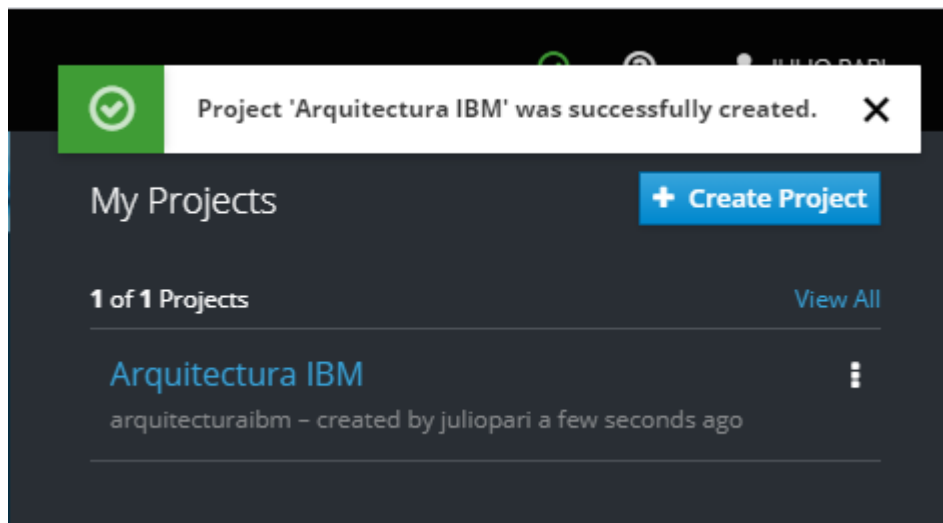 Project 'Arquitectura IBM' was successfully created.
My Projects
Create Project
1 of 1 Projects
View All
Arquitectura IBM
arquitecturaibm – created by juliopari a few seconds ago